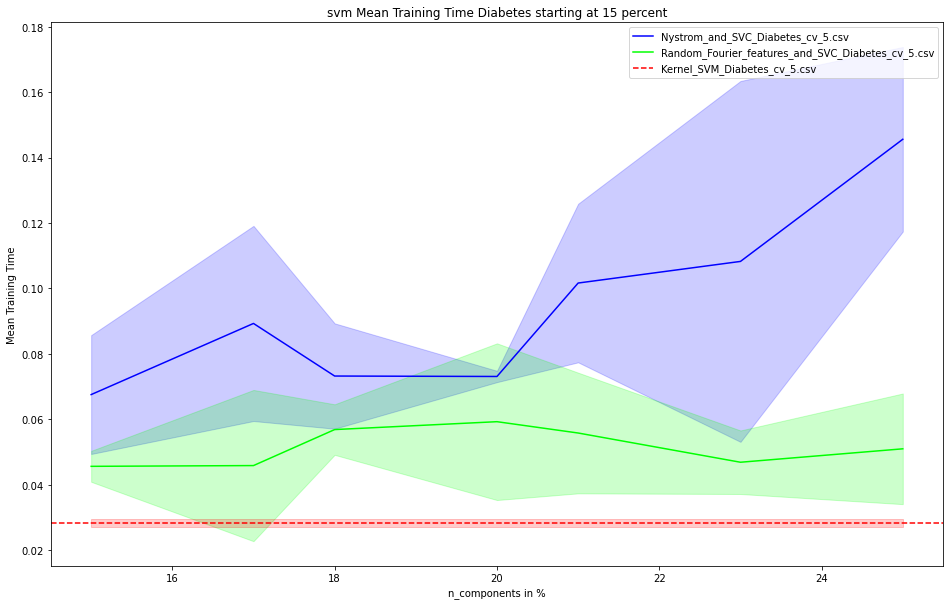 svm Mean Training Time Diabetes starting at 15 percent
Nystrom_and_SVC_Diabetes_cv_5.csv
Random_Fourier_features_and_SVC_Diabetes_cv_5.csv
Kernel_SVM_Diabetes_cv_5.csv
Mean Training Time
0.18
0.16
0.14
0.12
0.10
0.08
0.06
0.04
0.02
16
18
20
22
24
n_components in %